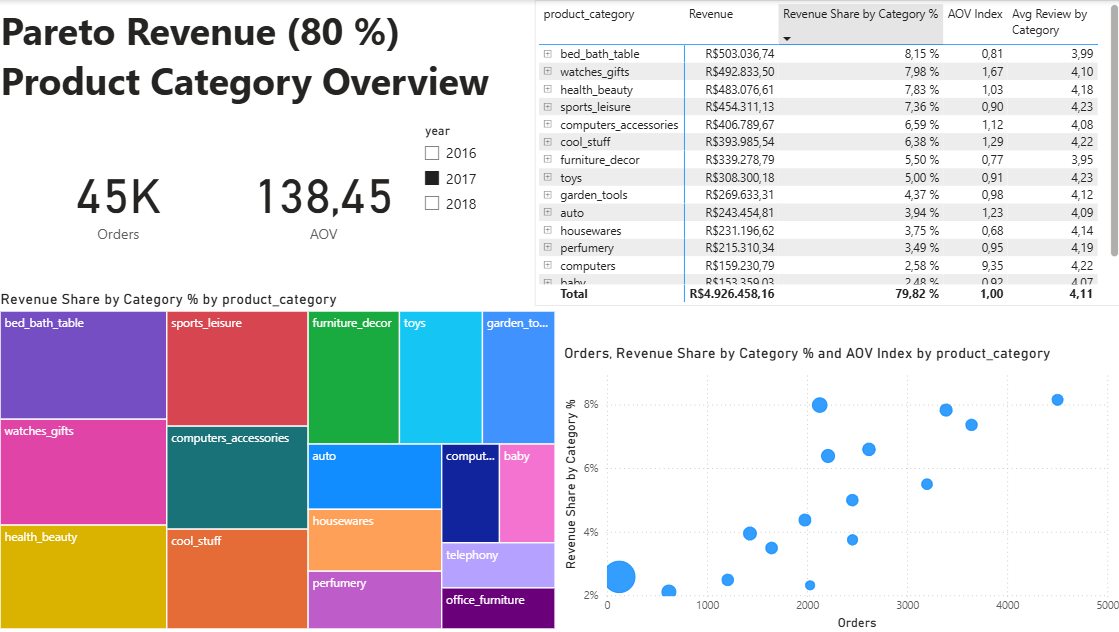 Pareto Revenue (80 %)
Product Category Overview
45K
Orders
138,45
AOV
year
2016
2017
2018
product_category Revenue Revenue Share by Category % AOV Index Avg Review by Category
bed_bath_table R$503.036,74 8,15 % 0,81 3,99
watches_gifts R$492.833,50 7,98 % 1,67 4,10
health_beauty R$483.076,61 7,83 % 1,03 4,18
sports_leisure R$454.311,13 7,36 % 0,90 4,23
computers_accessories R$406.789,67 6,59 % 1,12 4,08
cool_stuff R$393.985,54 6,38 % 1,29 4,22
furniture_decor R$339.278,79 5,50 % 0,77 3,95
toys R$308.300,18 5,00 % 0,91 4,23
garden_tools R$269.633,31 4,37 % 0,98 4,12
auto R$243.454,81 3,94 % 1,23 4,09
housewares R$231.196,62 3,75 % 0,68 4,14
perfumery R$215.310,34 3,49 % 0,95 4,19
computers R$159.230,79 2,58 % 9,35 4,22
baby R$153.359,03 2,48 % 0,92 4,07
Total R$4.926.458,16 79,82 % 1,00 4,11
Revenue Share by Category % by product_category
bed_bath_table
watches_gifts
health_beauty
sports_leisure
computers_accessories
cool_stuff
furniture_decor
toys
garden_to...
auto
housewares
perfumery
comput...
baby
telephony
office_furniture
Orders, Revenue Share by Category % and AOV Index by product_category
Revenue Share by Category %
8%
6%
4%
2%
0 1000 2000 3000 4000 5000
Orders